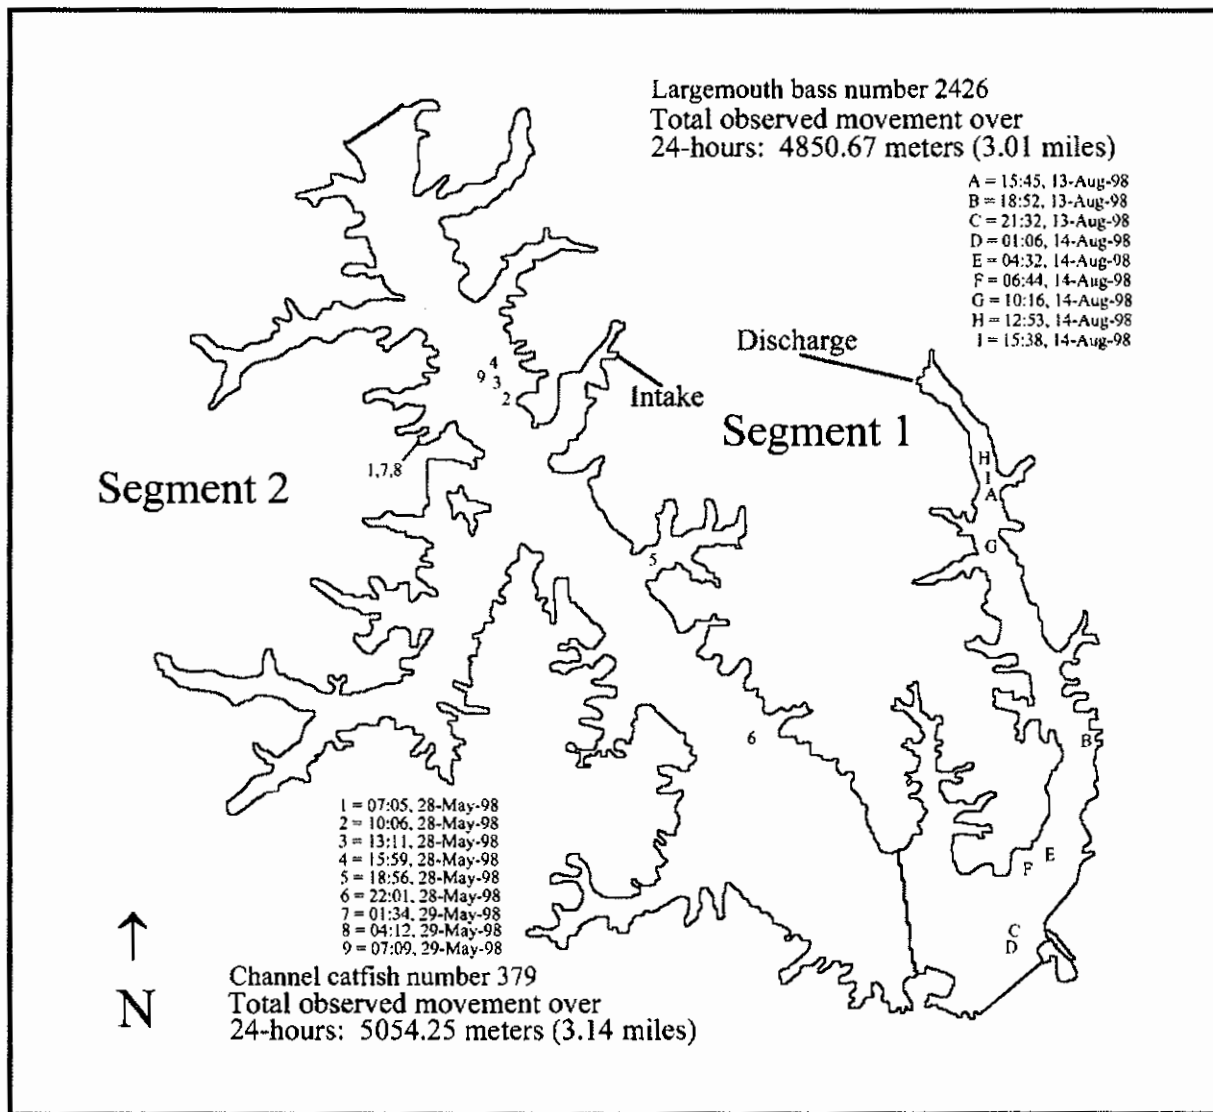 Largemouth bass number 2426
Total observed movement over
24-hours: 4850.67 meters (3.01 miles)
A = 15:45, 13-Aug-98
B = 18:52, 13-Aug-98
C = 21:32, 13-Aug-98
D = 01:06, 14-Aug-98
E = 04:32, 14-Aug-98
F = 06:44, 14-Aug-98
G = 10:16, 14-Aug-98
H = 12:53, 14-Aug-98
I = 15:38, 14-Aug-98
Discharge
Intake
Segment 1
Segment 2
4
9 3
2
1,7,8
5
6
H
I
A
G
B
E
F
C
D
1 = 07:05, 28-May-98
2 = 10:06, 28-May-98
3 = 13:11, 28-May-98
4 = 15:59, 28-May-98
5 = 18:56, 28-May-98
6 = 22:01, 28-May-98
7 = 01:34, 29-May-98
8 = 04:12, 29-May-98
9 = 07:09, 29-May-98
N
Channel catfish number 379
Total observed movement over
24-hours: 5054.25 meters (3.14 miles)